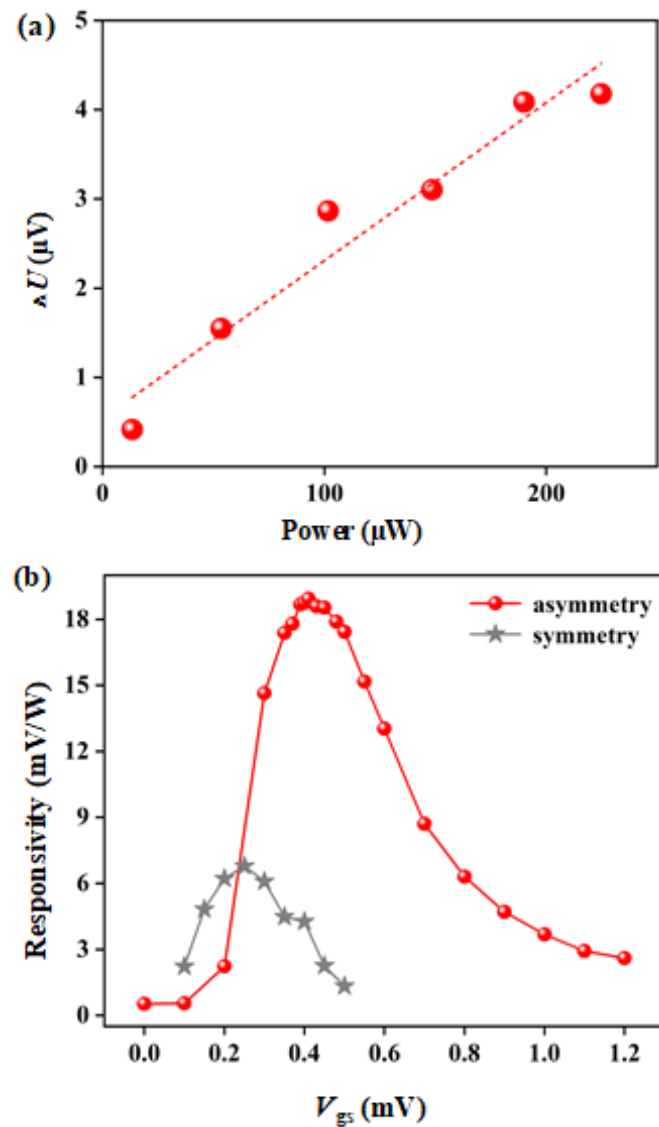 (a)
5
4
3
2
1
0
ΔU (µV)
0 100 200
Power (µW)
(b)
18
15
12
9
6
3
0
Responsivity (mV/W)
asymmetry
symmetry
0.0 0.2 0.4 0.6 0.8 1.0 1.2
Vgs (mV)